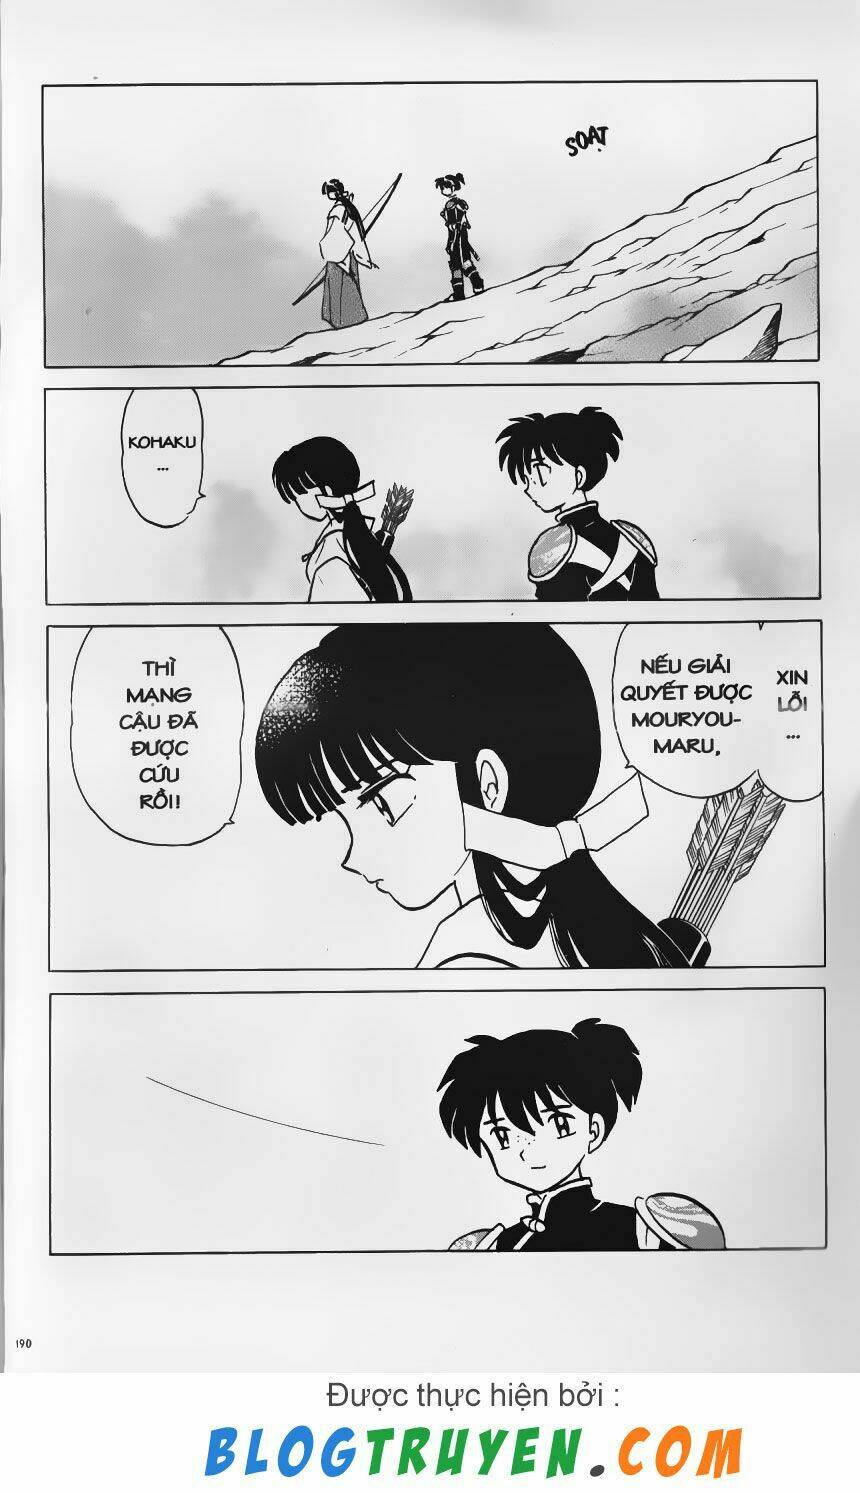 SOẠT
KOHAKU
...
XIN
LỖI
...
NẾU GIẢI
QUYẾT ĐƯỢC
MOURYOU-
MARU,
THÌ
MẠNG
CẬU ĐÃ
ĐƯỢC
CỨU
RỒI!
190
Được thực hiện bởi :
BLOGTRUYEN.COM